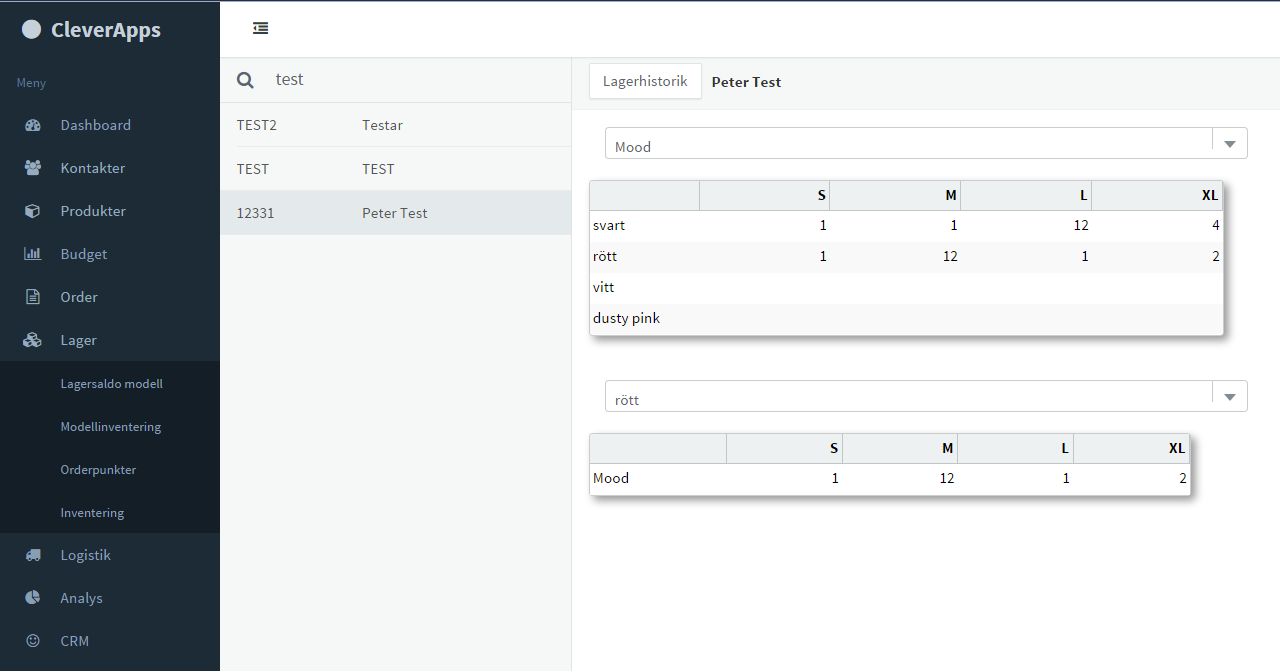 CleverApps
Meny
Dashboard
Kontakter
Produkter
Budget
Order
Lager
Lagersaldo modell
Modellinventering
Orderpunkter
Inventering
Logistik
Analys
CRM
test
TEST2 Testar
TEST TEST
12331 Peter Test
Lagerhistorik Peter Test
Mood
S M L XL
svart 1 1 12 4
rött 1 12 1 2
vitt
dusty pink
rött
S M L XL
Mood 1 12 1 2